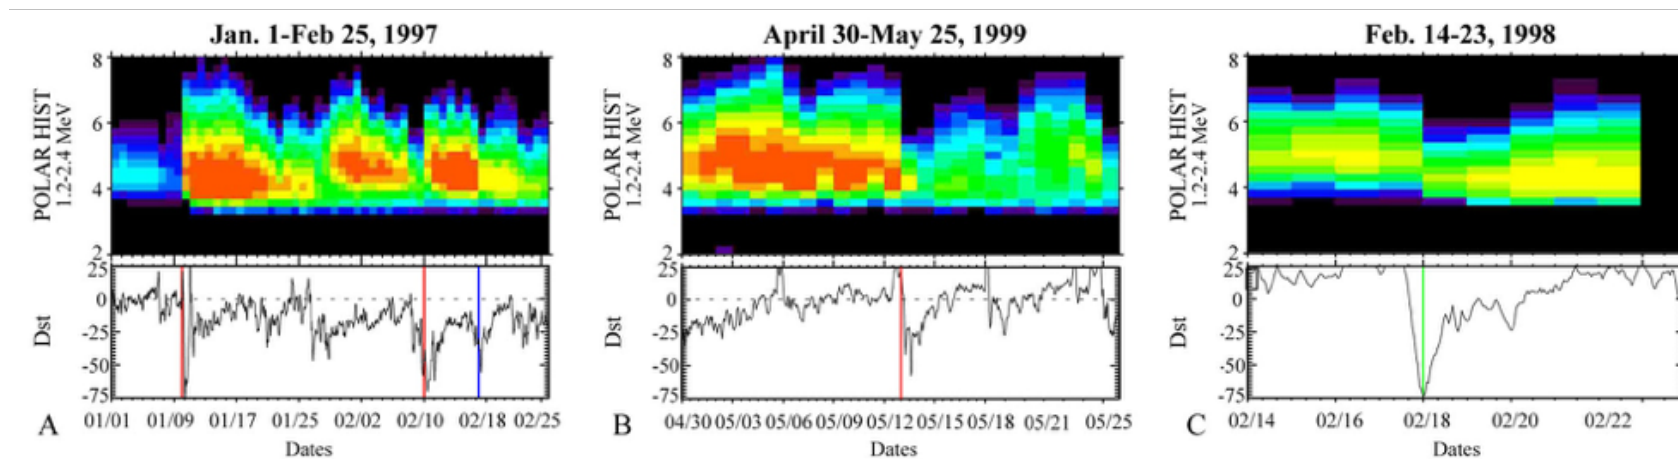 Jan. 1-Feb 25, 1997
8
6
4
2
POLAR HIST
1.2-2.4 MeV
25
0
-25
-50
-75
Dst
01/01 01/09 01/17 01/25 02/02 02/10 02/18 02/25
Dates
A
April 30-May 25, 1999
8
6
4
2
POLAR HIST
1.2-2.4 MeV
25
0
-25
-50
-75
Dst
04/30 05/03 05/06 05/09 05/12 05/15 05/18 05/21 05/25
Dates
B
Feb. 14-23, 1998
8
6
4
2
POLAR HIST
1.2-2.4 MeV
25
0
-25
-50
-75
Dst
02/14 02/16 02/18 02/20 02/22
Dates
C